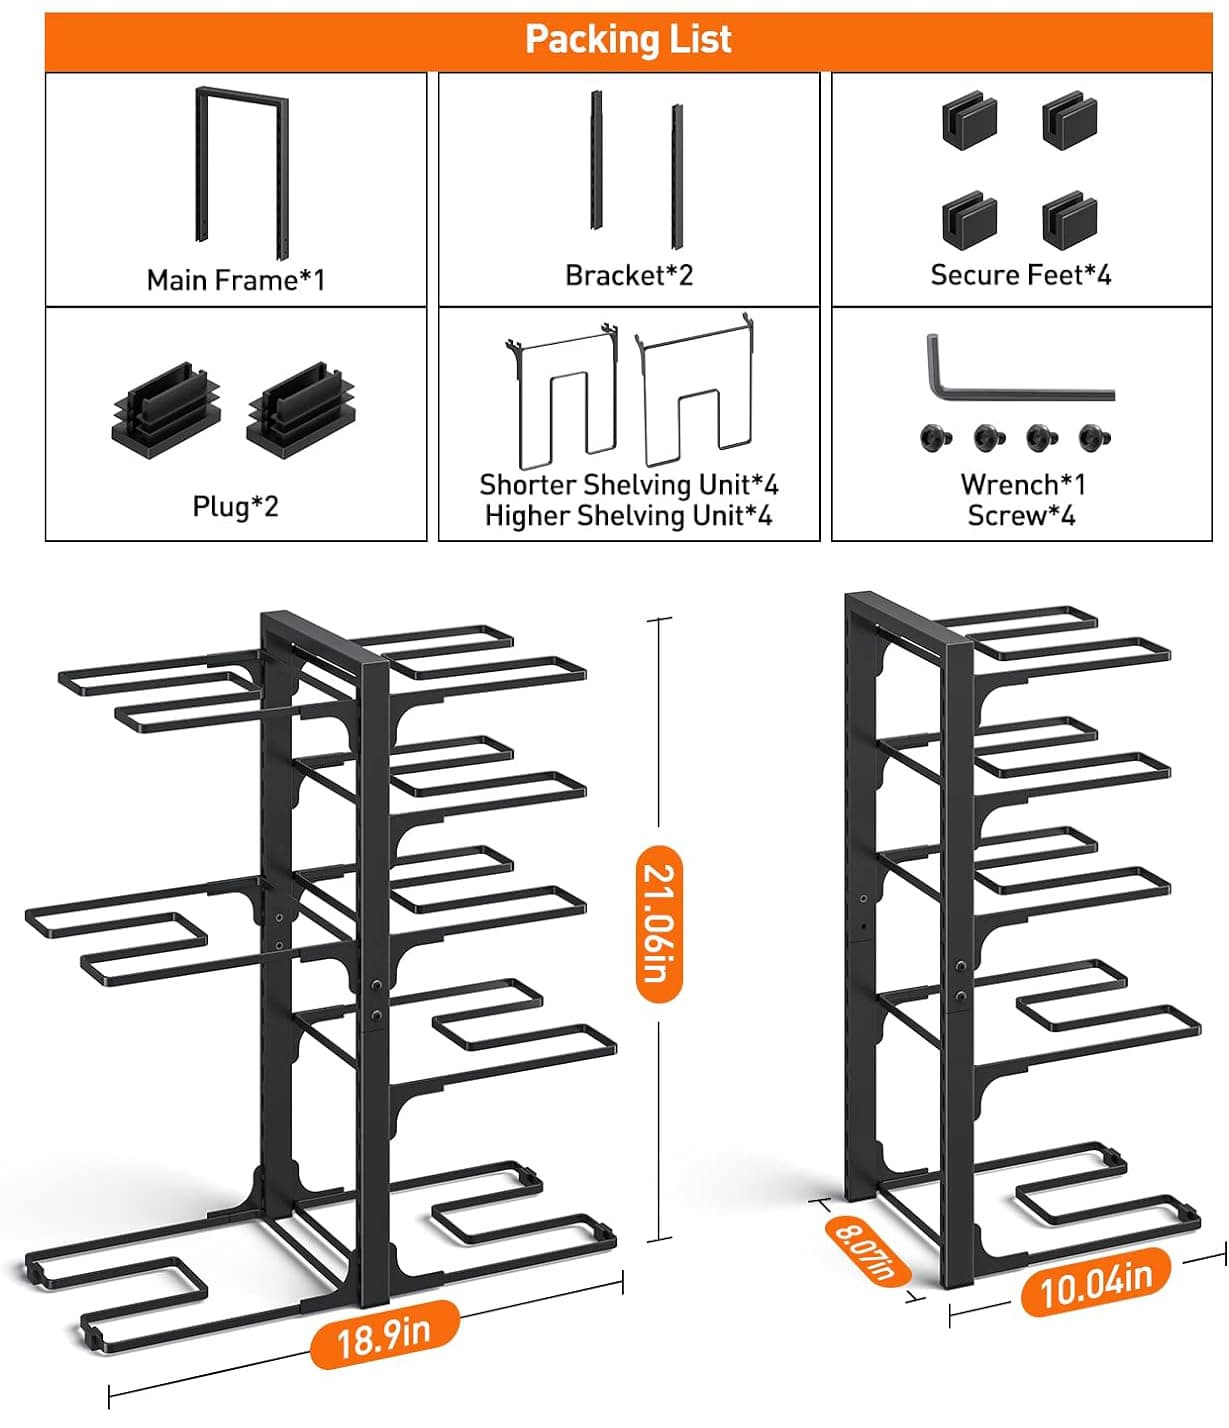 Packing List
Main Frame*1
Bracket*2
Secure Feet*4
Plug*2
Shorter Shelving Unit*4
Higher Shelving Unit*4
Wrench*1
Screw*4
21.06in
18.9in
8.07in
10.04in